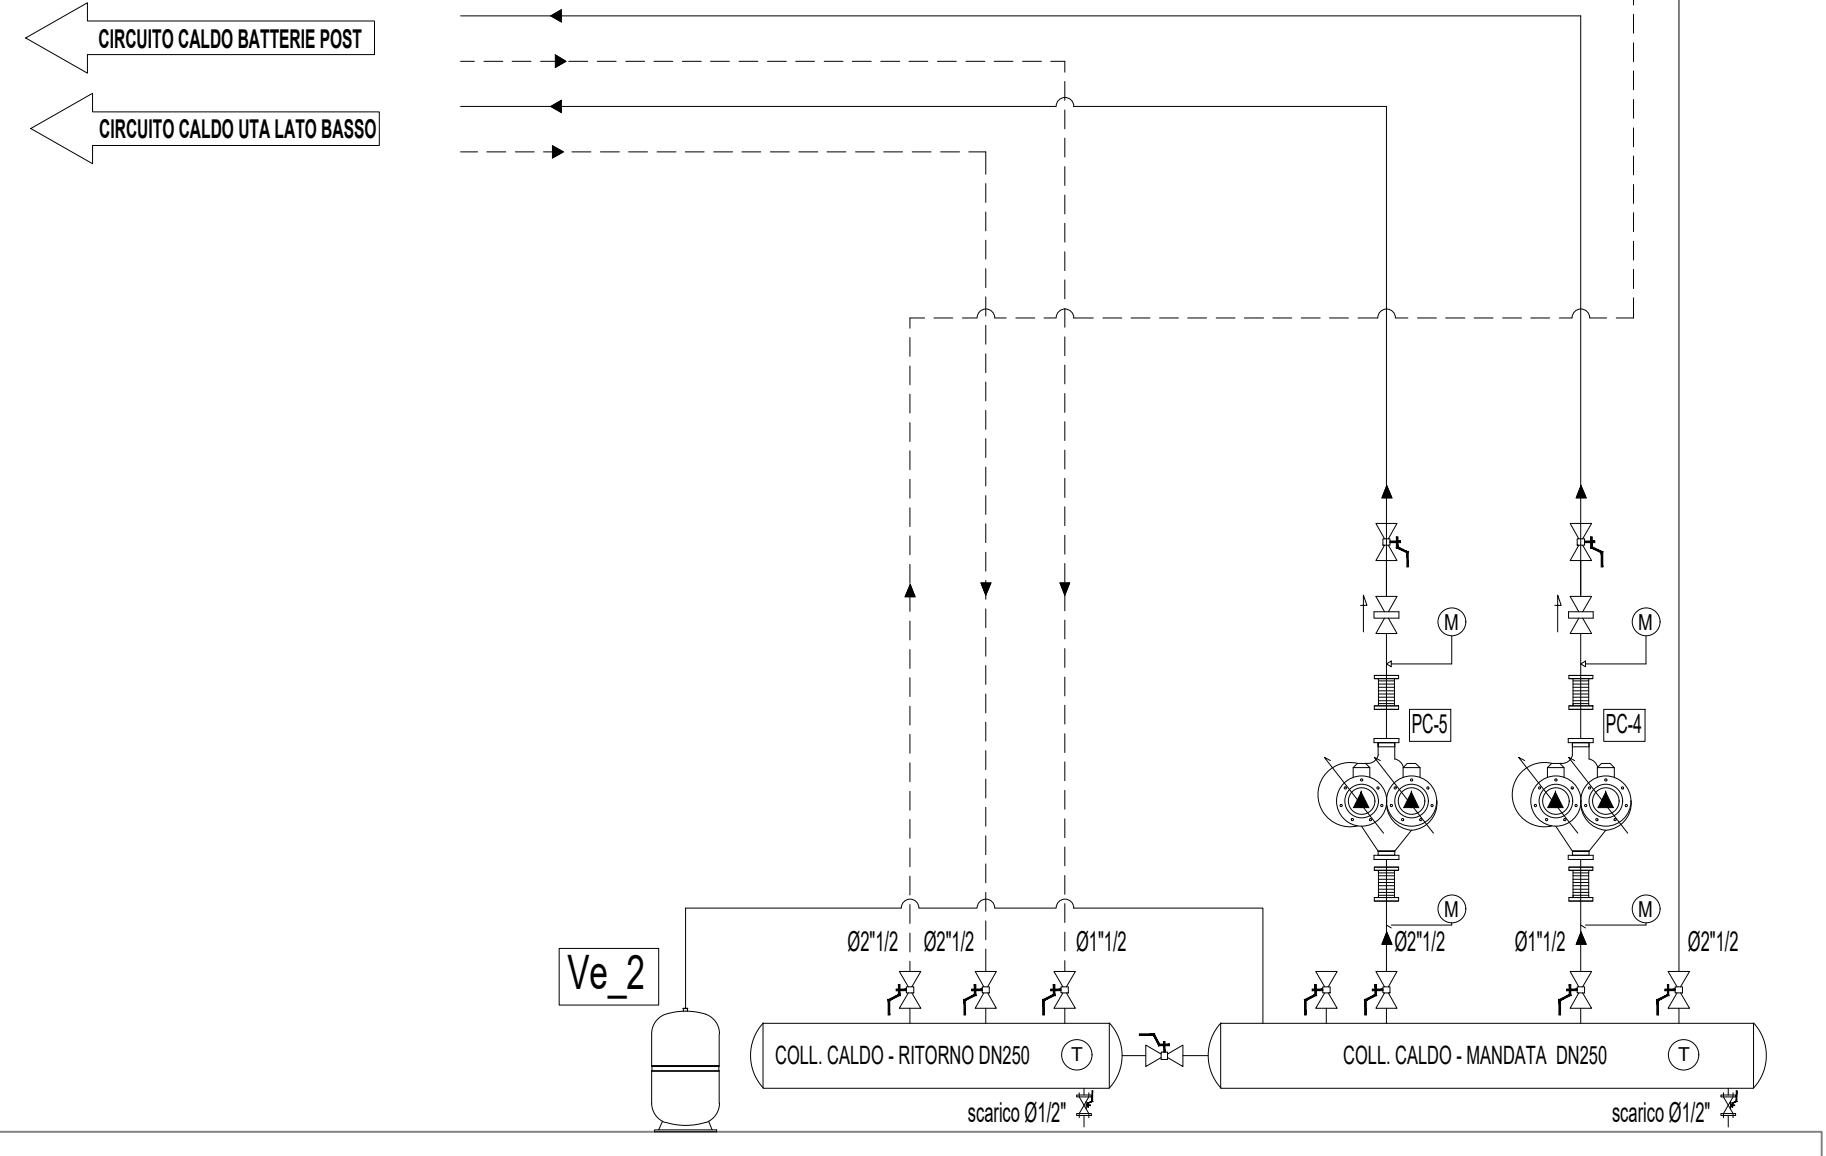 CIRCUITO CALDO BATTERIE POST
CIRCUITO CALDO UTA LATO BASSO
M
M
PC-5
PC-4
M
M
Ø2"1/2
Ø2"1/2
Ø1"1/2
Ø2"1/2
Ø1"1/2
Ø2"1/2
Ve_2
COLL. CALDO - RITORNO DN250
T
COLL. CALDO - MANDATA DN250
T
scarico Ø1/2"
scarico Ø1/2"